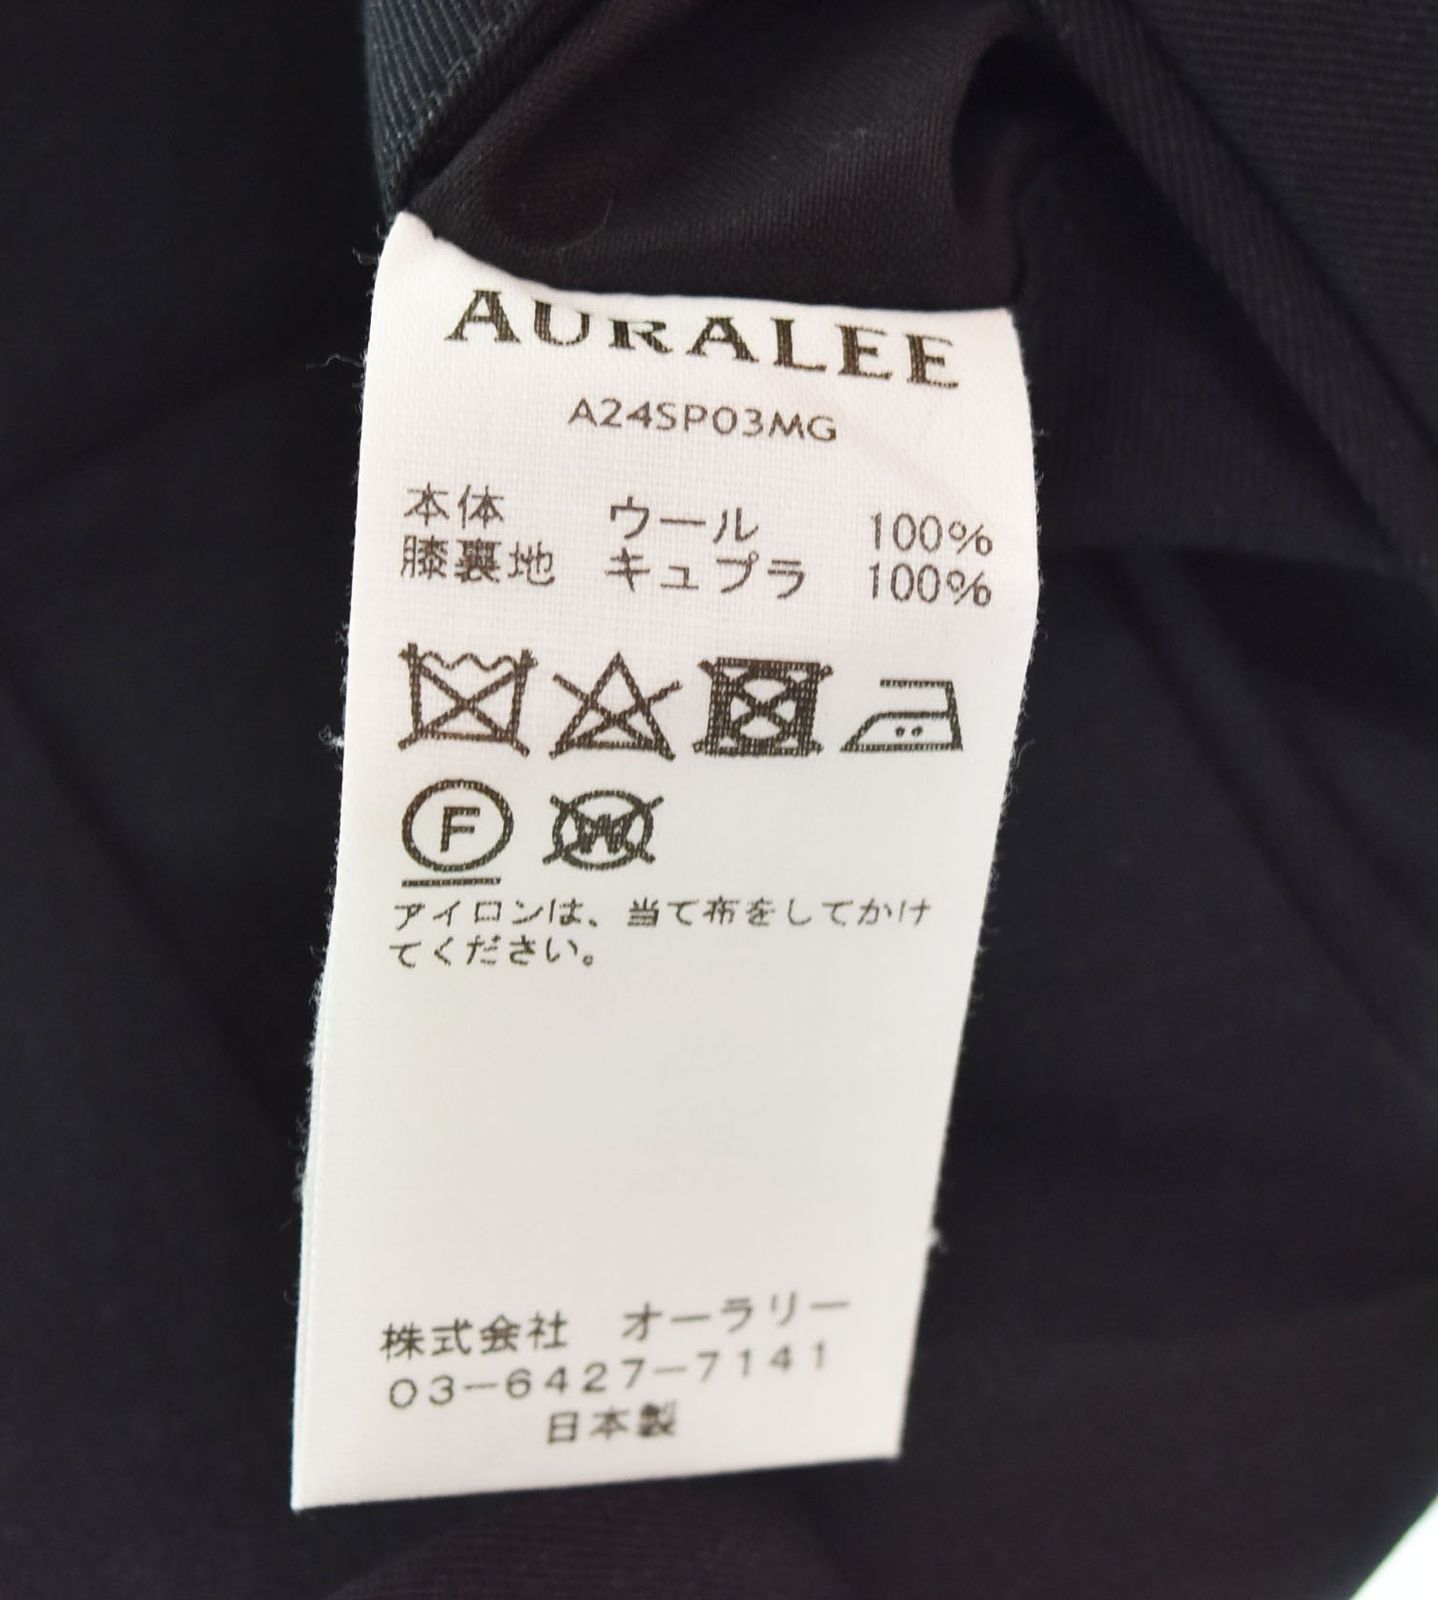 AURALEE
A24SP03MG
本体 ウール 100%
膝裏地 キュプラ 100%
F W
アイロンは、当て布をしてかけ
てください。
株式会社 オーラリー
03-6427-7141
日本製